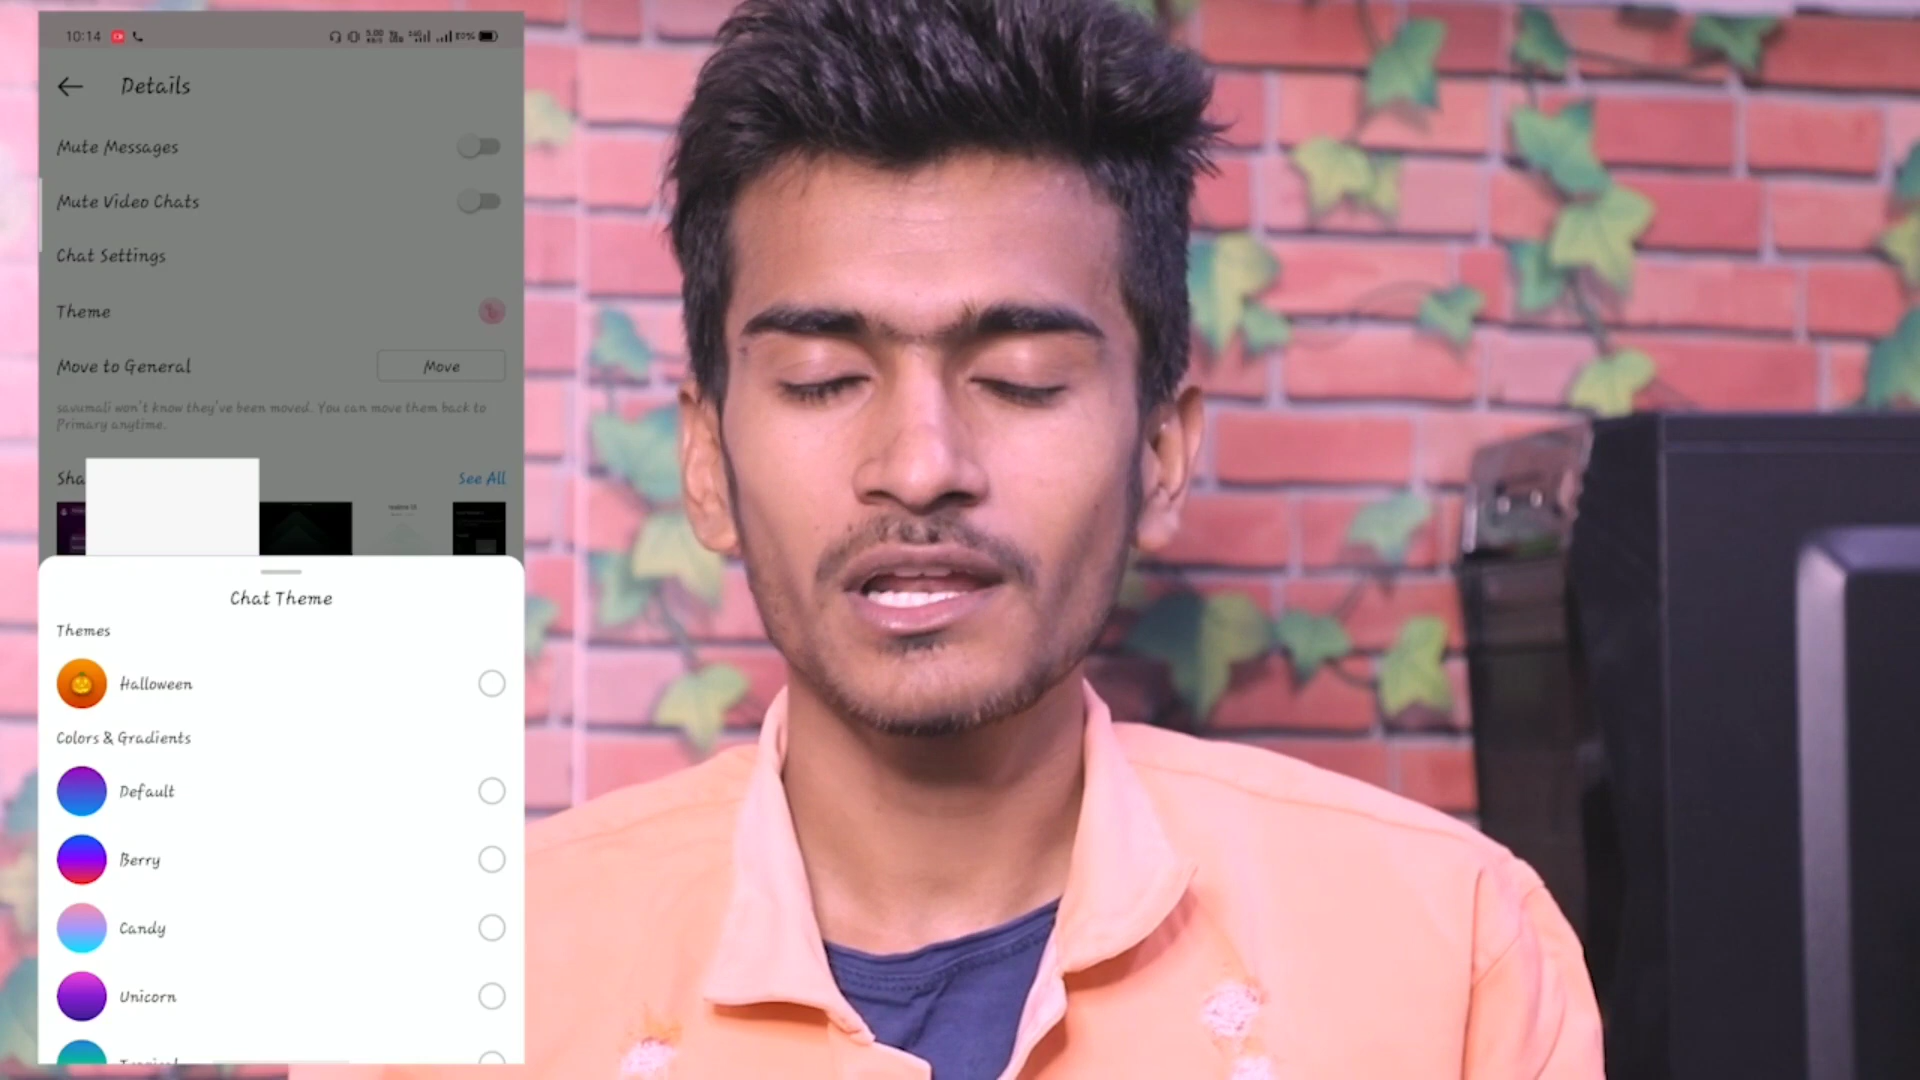 10:14
Details
Mute Messages
Mute Video Chats
Chat Settings
Theme
Move to General Move
savumali won't know they've been moved. You can move them back to
Primary anytime.
Sha See All
realme UI
Chat Theme
Themes
Halloween
Colors & Gradients
Default
Berry
Candy
Unicorn